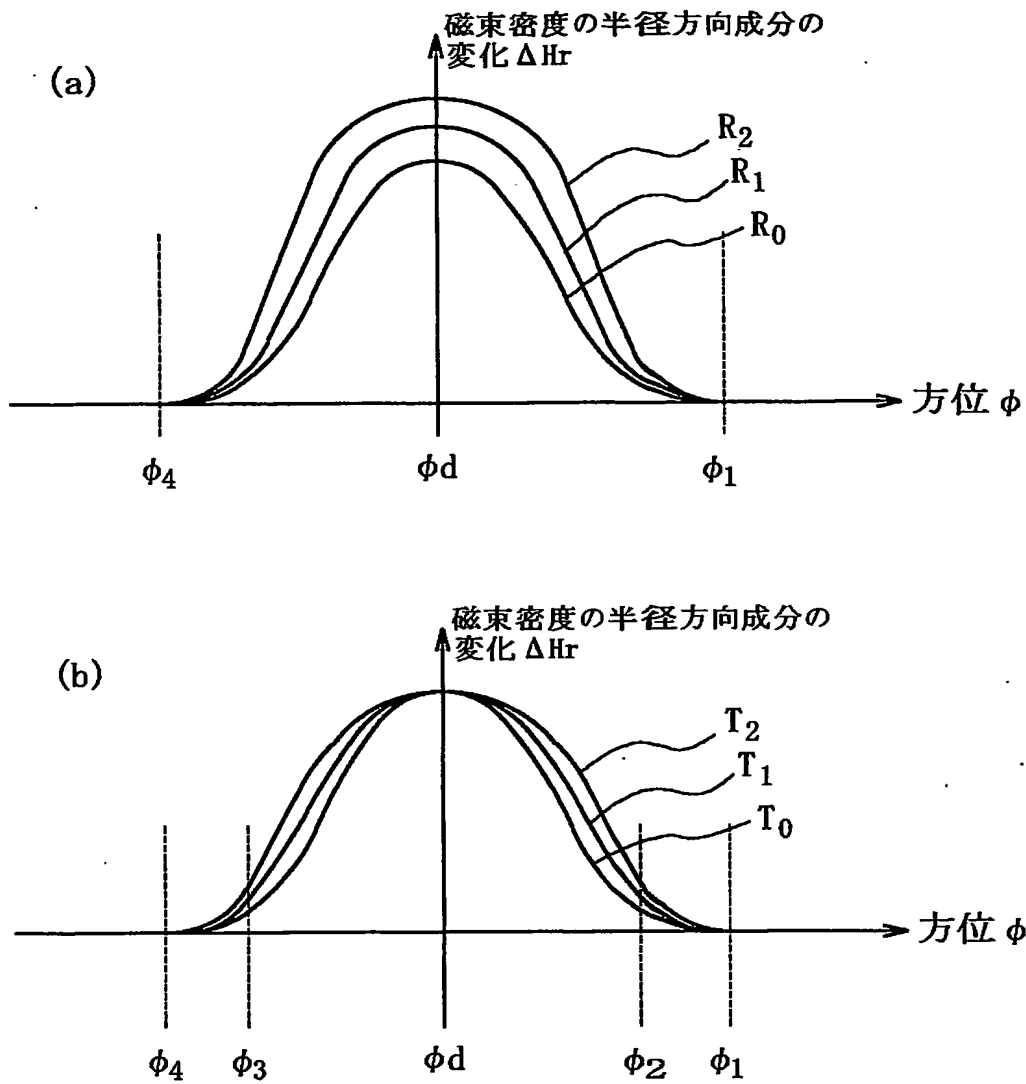 (a)
磁束密度の半径方向成分の
変化 ΔHr
R2
R1
R0
方位 φ
φ4
φd
φ1
(b)
磁束密度の半径方向成分の
変化 ΔHr
T2
T1
T0
方位 φ
φ4
φ3
φd
φ2
φ1